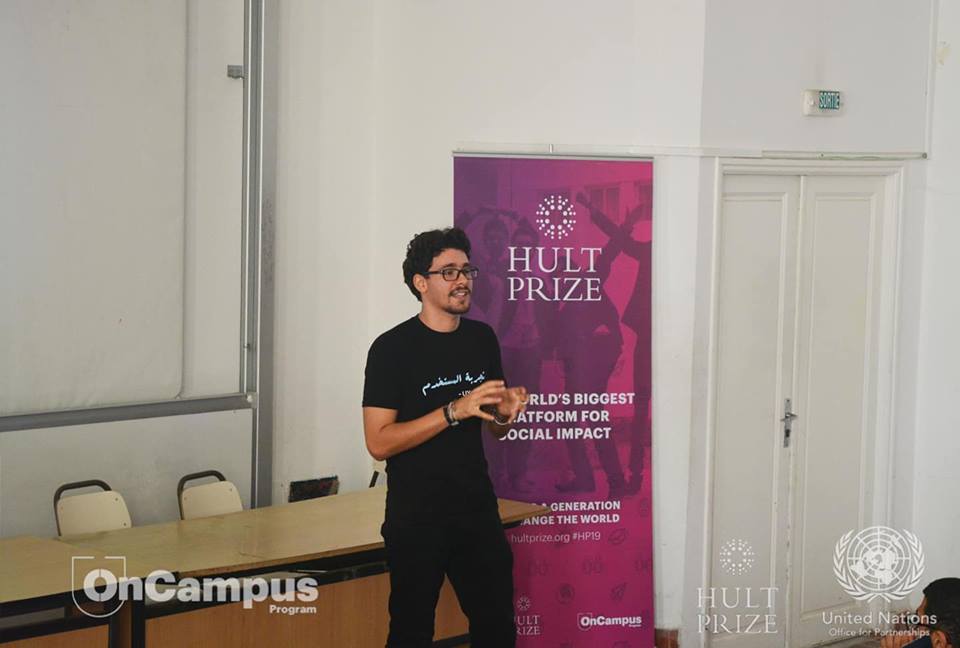 SORTIE
HULT
PRIZE
تجربة المستخدم
WORLD'S BIGGEST
PLATFORM FOR
SOCIAL IMPACT
GENERATION
CHANGE THE WORLD
hultprize.org #HP19
HULT
PRIZE
OnCampus
Program
OnCampus
Program
HULT
PRIZE
United Nations
Office for Partnerships